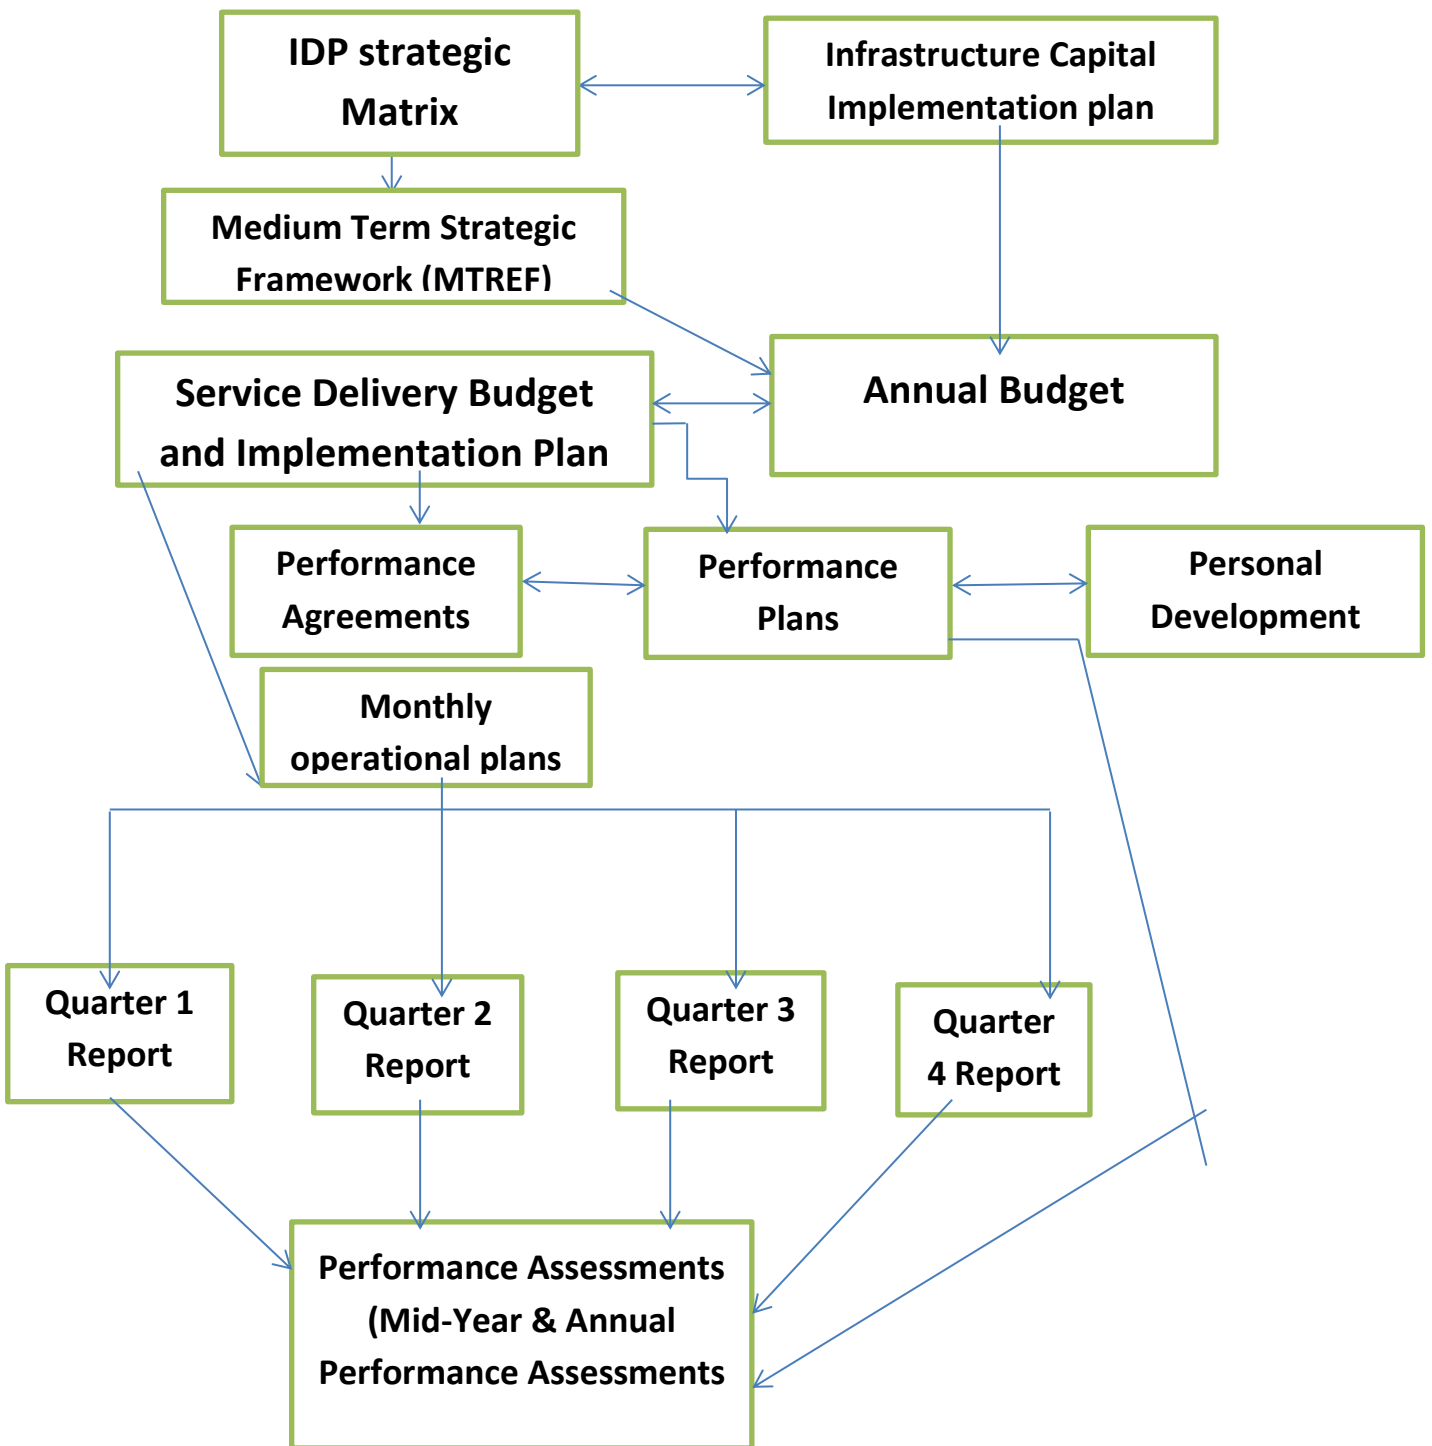 IDP strategic
Matrix
Infrastructure Capital
Implementation plan
Medium Term Strategic
Framework (MTREF)
Annual Budget
Service Delivery Budget
and Implementation Plan
Performance
Agreements
Performance
Plans
Personal
Development
Monthly
operational plans
Quarter 1
Report
Quarter 2
Report
Quarter 3
Report
Quarter
4 Report
Performance Assessments
(Mid-Year & Annual
Performance Assessments